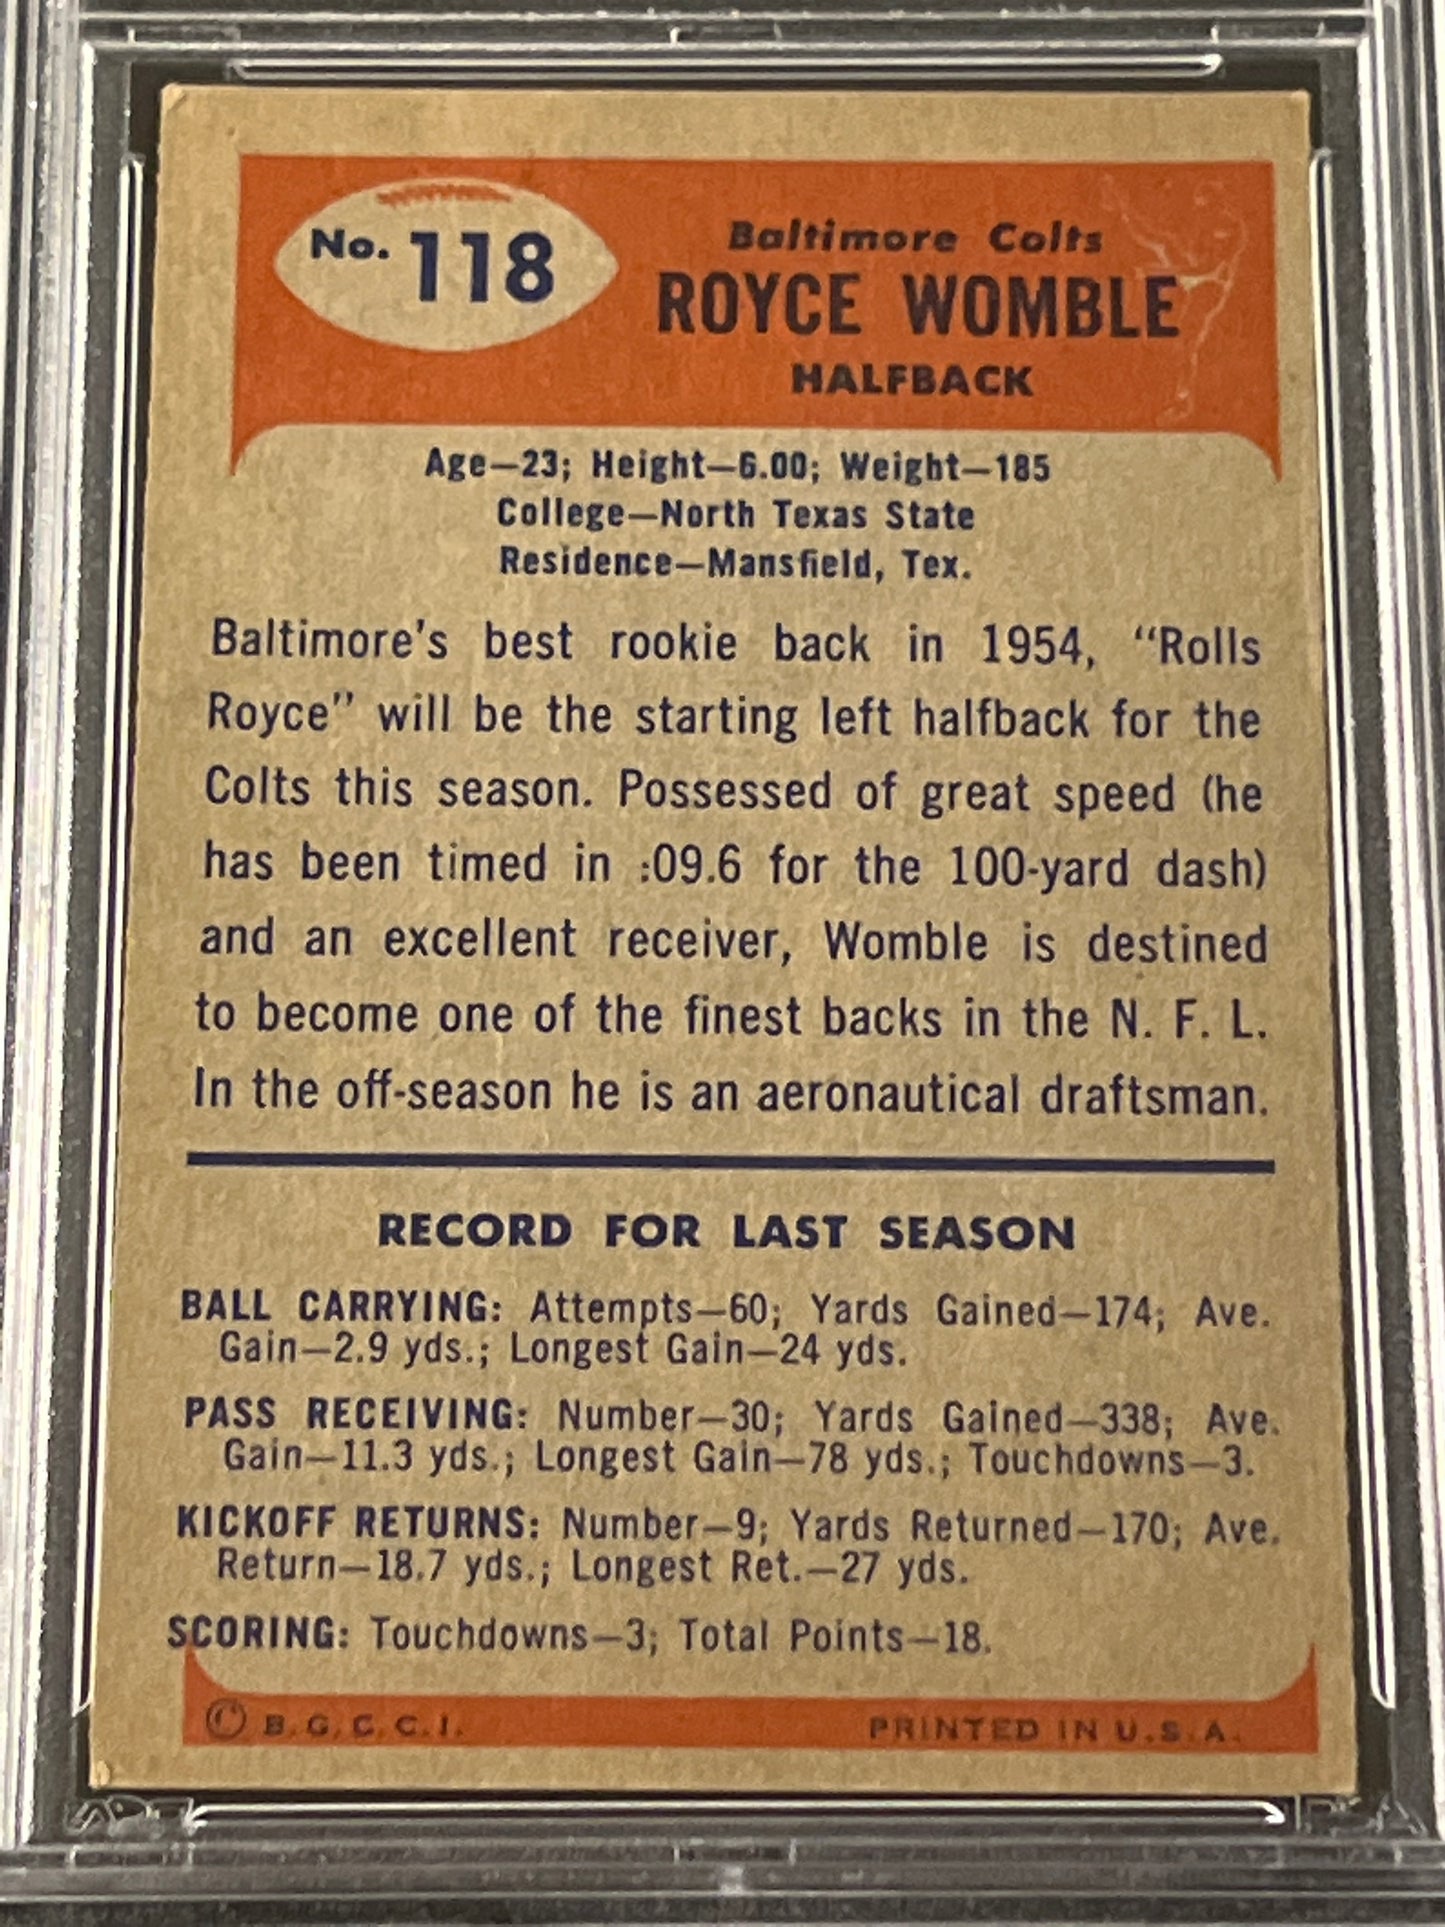 No. 118
Baltimore Colts
ROYCE WOMBLE
HALFBACK
Age—23; Height—6.00; Weight—185
College—North Texas State
Residence—Mansfield, Tex.
Baltimore's best rookie back in 1954, "Rolls
Royce" will be the starting left halfback for the
Colts this season. Possessed of great speed (he
has been timed in :09.6 for the 100-yard dash)
and an excellent receiver, Womble is destined
to become one of the finest backs in the N. F. L.
In the off-season he is an aeronautical draftsman.
RECORD FOR LAST SEASON
BALL CARRYING: Attempts—60; Yards Gained—174; Ave.
Gain—2.9 yds.; Longest Gain—24 yds.
PASS RECEIVING: Number—30; Yards Gained—338; Ave.
Gain—11.3 yds.; Longest Gain—78 yds.; Touchdowns—3.
KICKOFF RETURNS: Number—9; Yards Returned—170; Ave.
Return—18.7 yds.; Longest Ret.—27 yds.
SCORING: Touchdowns—3; Total Points—18.
© B.G.C.C.I. PRINTED IN U.S.A.